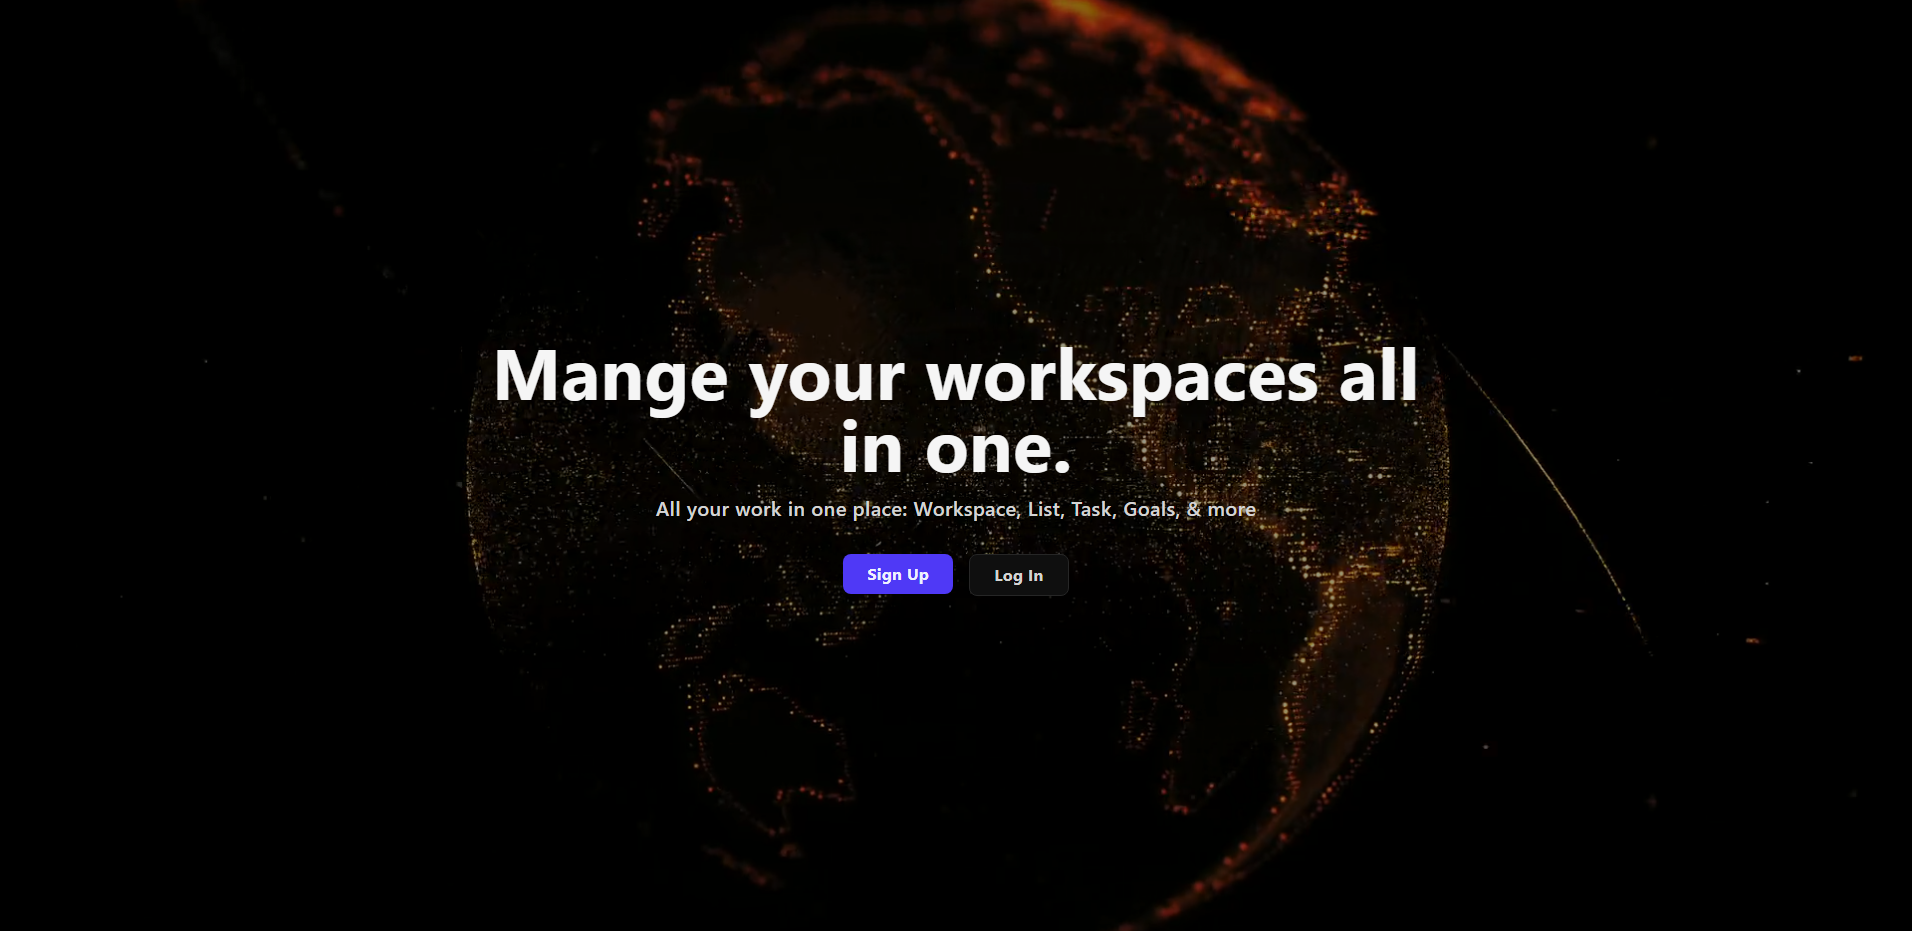 Mange your workspaces all
in one.
All your work in one place: Workspace, List, Task, Goals, & more
Sign Up
Log In